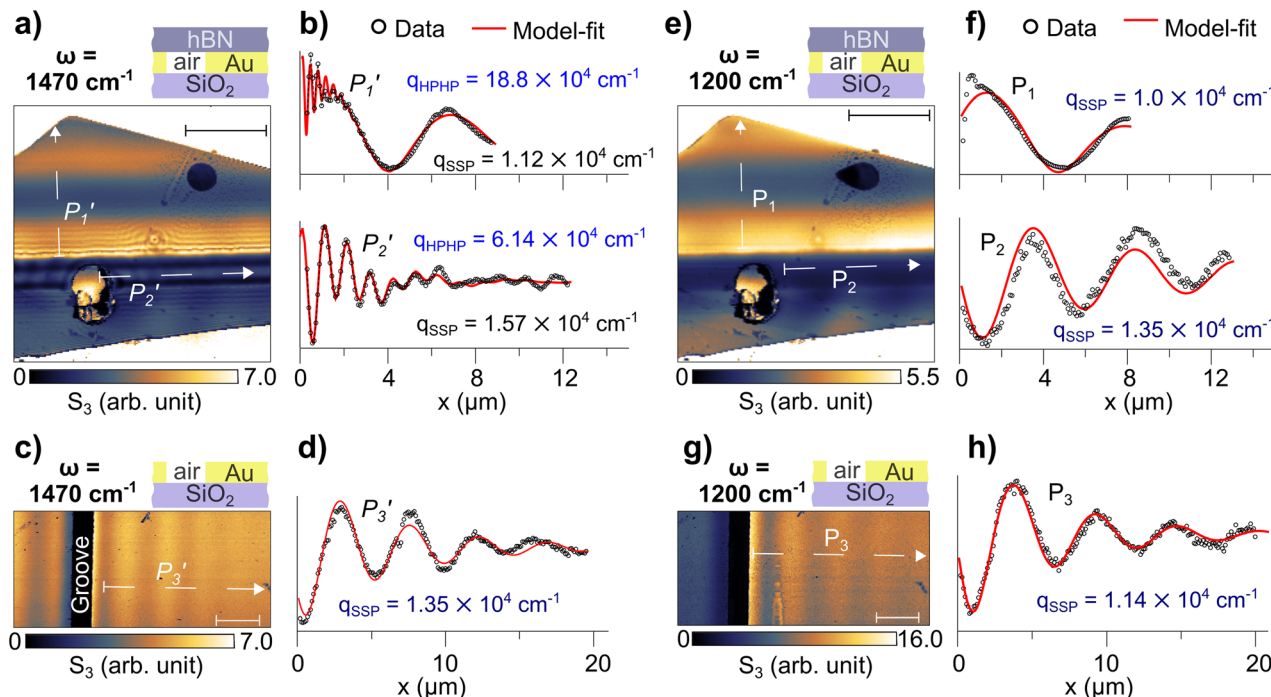 a)
ω =
1470 cm⁻¹
hBN
air Au
SiO₂
P₁'
P₂'
0 7.0
S₃ (arb. unit)
b)
Data Model-fit
P₁'
q_HPHP = 18.8 × 10⁴ cm⁻¹
q_SSP = 1.12 × 10⁴ cm⁻¹
P₂'
q_HPHP = 6.14 × 10⁴ cm⁻¹
q_SSP = 1.57 × 10⁴ cm⁻¹
0 4 8 12
x (μm)
c)
ω =
1470 cm⁻¹
air Au
SiO₂
Groove
P₃'
0 7.0
S₃ (arb. unit)
d)
P₃'
q_SSP = 1.35 × 10⁴ cm⁻¹
0 10 20
x (μm)
e)
ω =
1200 cm⁻¹
hBN
air Au
SiO₂
P₁
P₂
0 5.5
S₃ (arb. unit)
f)
Data Model-fit
P₁
q_SSP = 1.0 × 10⁴ cm⁻¹
P₂
q_SSP = 1.35 × 10⁴ cm⁻¹
0 4 8 12
x (μm)
g)
ω =
1200 cm⁻¹
air Au
SiO₂
P₃
0 16.0
S₃ (arb. unit)
h)
P₃
q_SSP = 1.14 × 10⁴ cm⁻¹
0 10 20
x (μm)